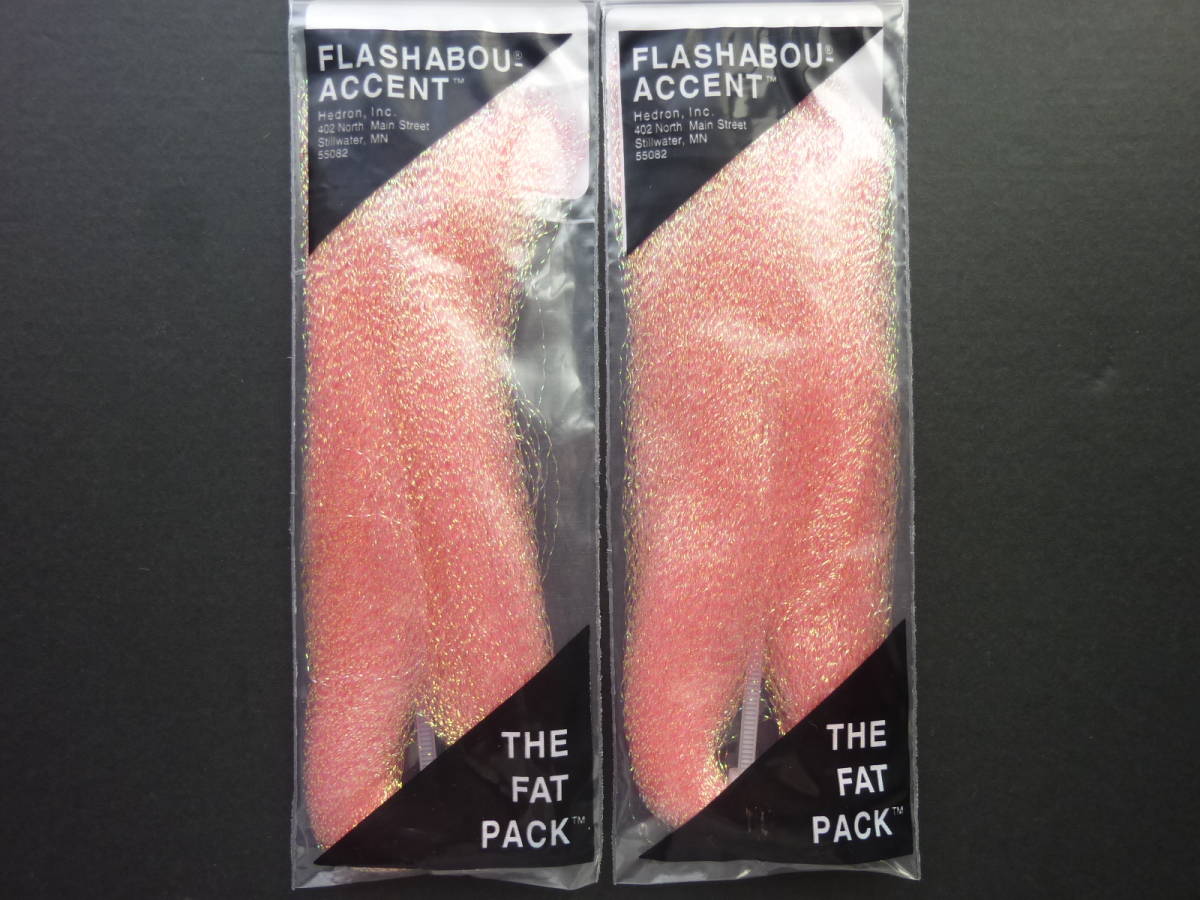 FLASHABOU®-
ACCENT™
Hedron, Inc.
402 North Main Street
Stillwater, MN
55082
THE
FAT
PACK™
FLASHABOU®-
ACCENT™
Hedron, Inc.
402 North Main Street
Stillwater, MN
55082
THE
FAT
PACK™